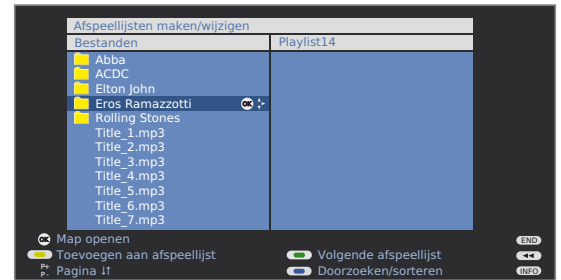 Afspeellijsten maken/wijzigen
Bestanden Playlist14
Abba
ACDC
Elton John
Eros Ramazzotti OK
Rolling Stones
Title_1.mp3
Title_2.mp3
Title_3.mp3
Title_4.mp3
Title_5.mp3
Title_6.mp3
Title_7.mp3
OK Map openen END
Toevoegen aan afspeellijst Volgende afspeellijst
P+ P- Pagina ↓↑ Doorzoeken/sorteren INFO